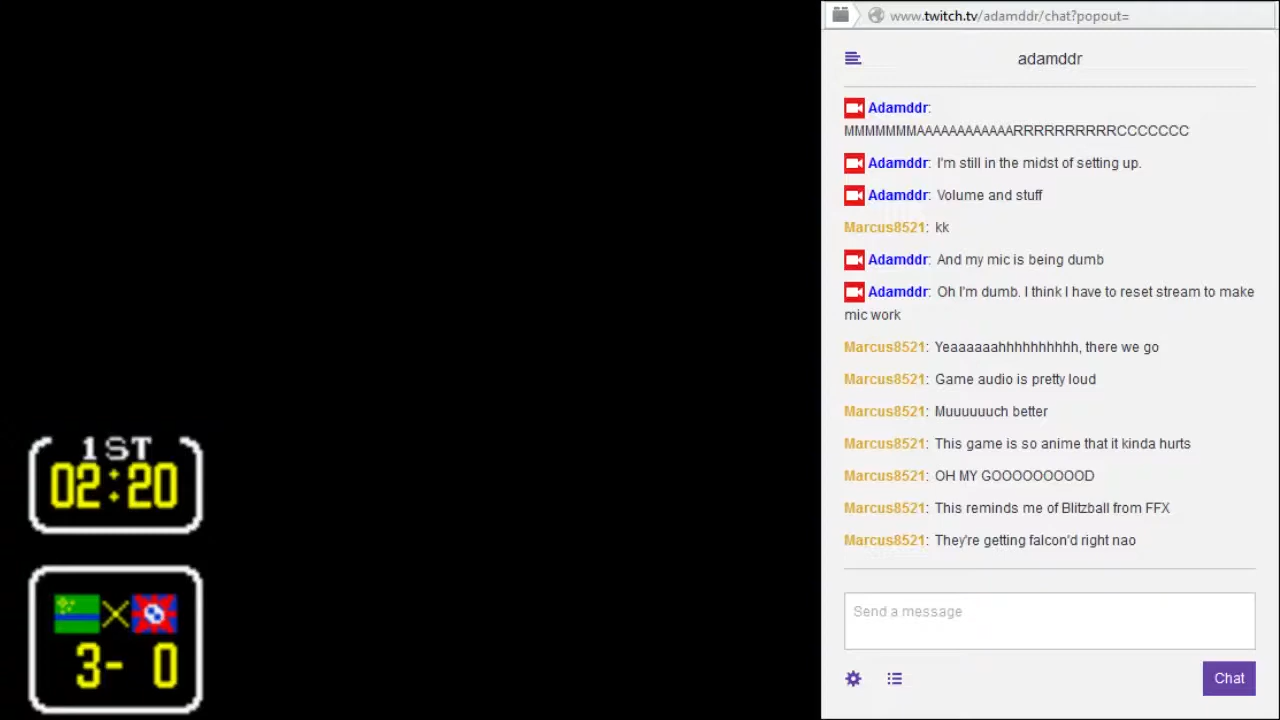 www.twitch.tv/adamddr/chat?popout=
adamddr
Adamddr:
MMMMMMMAAAAAAAAAAAARRRRRRRRRRCCCCCCC
Adamddr: I'm still in the midst of setting up.
Adamddr: Volume and stuff
Marcus8521: kk
Adamddr: And my mic is being dumb
Adamddr: Oh I'm dumb. I think I have to reset stream to make
mic work
Marcus8521: Yeaaaaaahhhhhhhhhh, there we go
Marcus8521: Game audio is pretty loud
Marcus8521: Muuuuuuch better
Marcus8521: This game is so anime that it kinda hurts
Marcus8521: OH MY GOOOOOOOOOD
Marcus8521: This reminds me of Blitzball from FFX
Marcus8521: They're getting falcon'd right nao
Send a message
Chat
1ST
02:20
3- 0